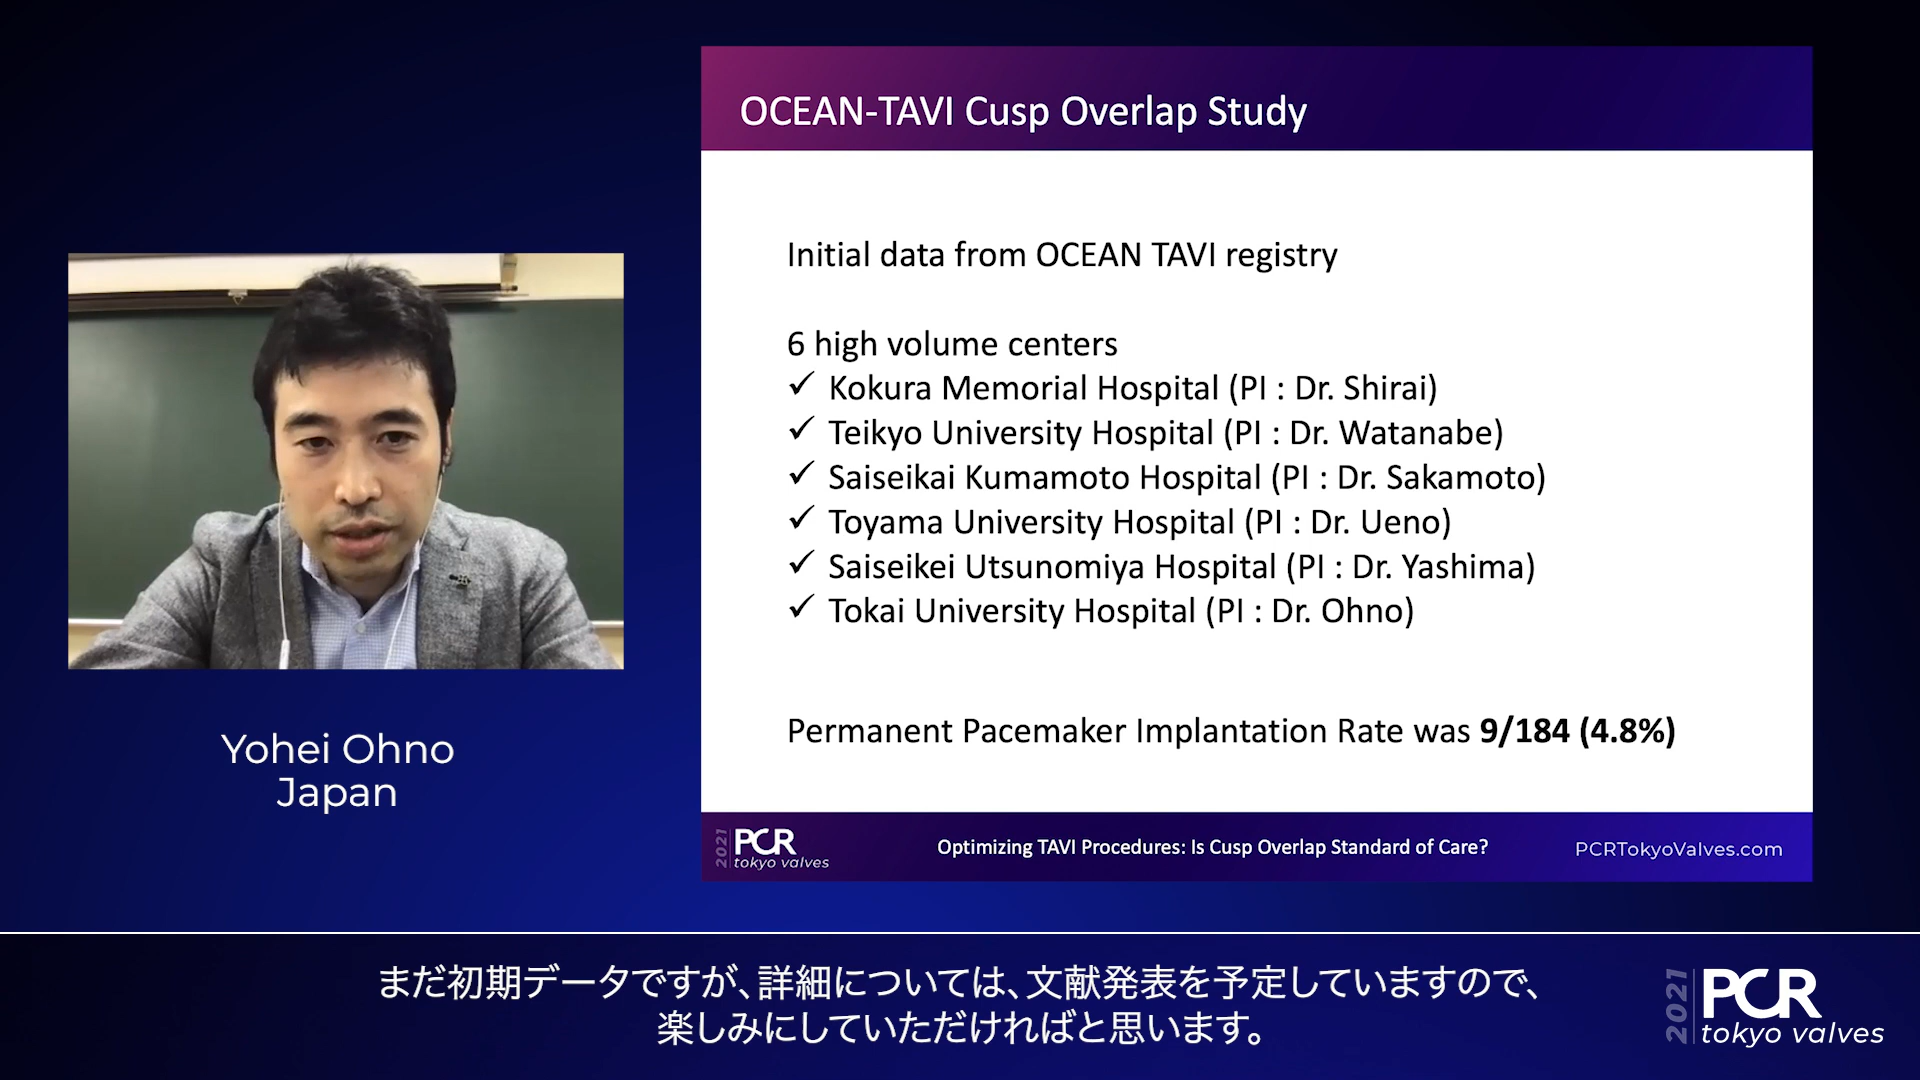 OCEAN-TAVI Cusp Overlap Study
Initial data from OCEAN TAVI registry
6 high volume centers
✓ Kokura Memorial Hospital (PI : Dr. Shirai)
✓ Teikyo University Hospital (PI : Dr. Watanabe)
✓ Saiseikai Kumamoto Hospital (PI : Dr. Sakamoto)
✓ Toyama University Hospital (PI : Dr. Ueno)
✓ Saiseikei Utsunomiya Hospital (PI : Dr. Yashima)
✓ Tokai University Hospital (PI : Dr. Ohno)
Permanent Pacemaker Implantation Rate was 9/184 (4.8%)
2021 PCR
tokyo valves
Optimizing TAVI Procedures: Is Cusp Overlap Standard of Care?
PCRTokyoValves.com
Yohei Ohno
Japan
まだ初期データですが、詳細については、文献発表を予定していますので、
楽しみにしていただければと思います。
2021 PCR
tokyo valves